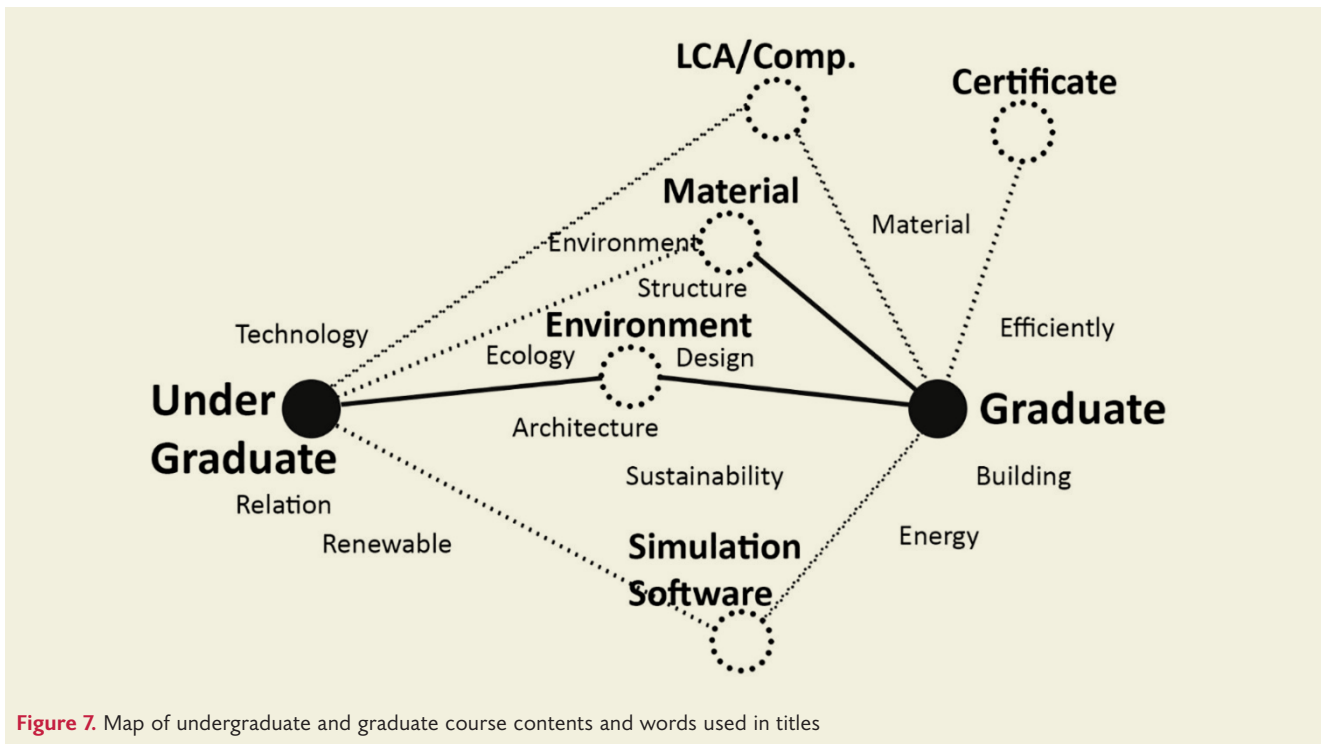 LCA/Comp.
Certificate
Material
Material
Environment
Structure
Efficiently
Environment
Technology
Ecology
Design
Under
Graduate
Graduate
Architecture
Sustainability
Building
Relation
Energy
Renewable
Simulation
Software
Figure 7. Map of undergraduate and graduate course contents and words used in titles